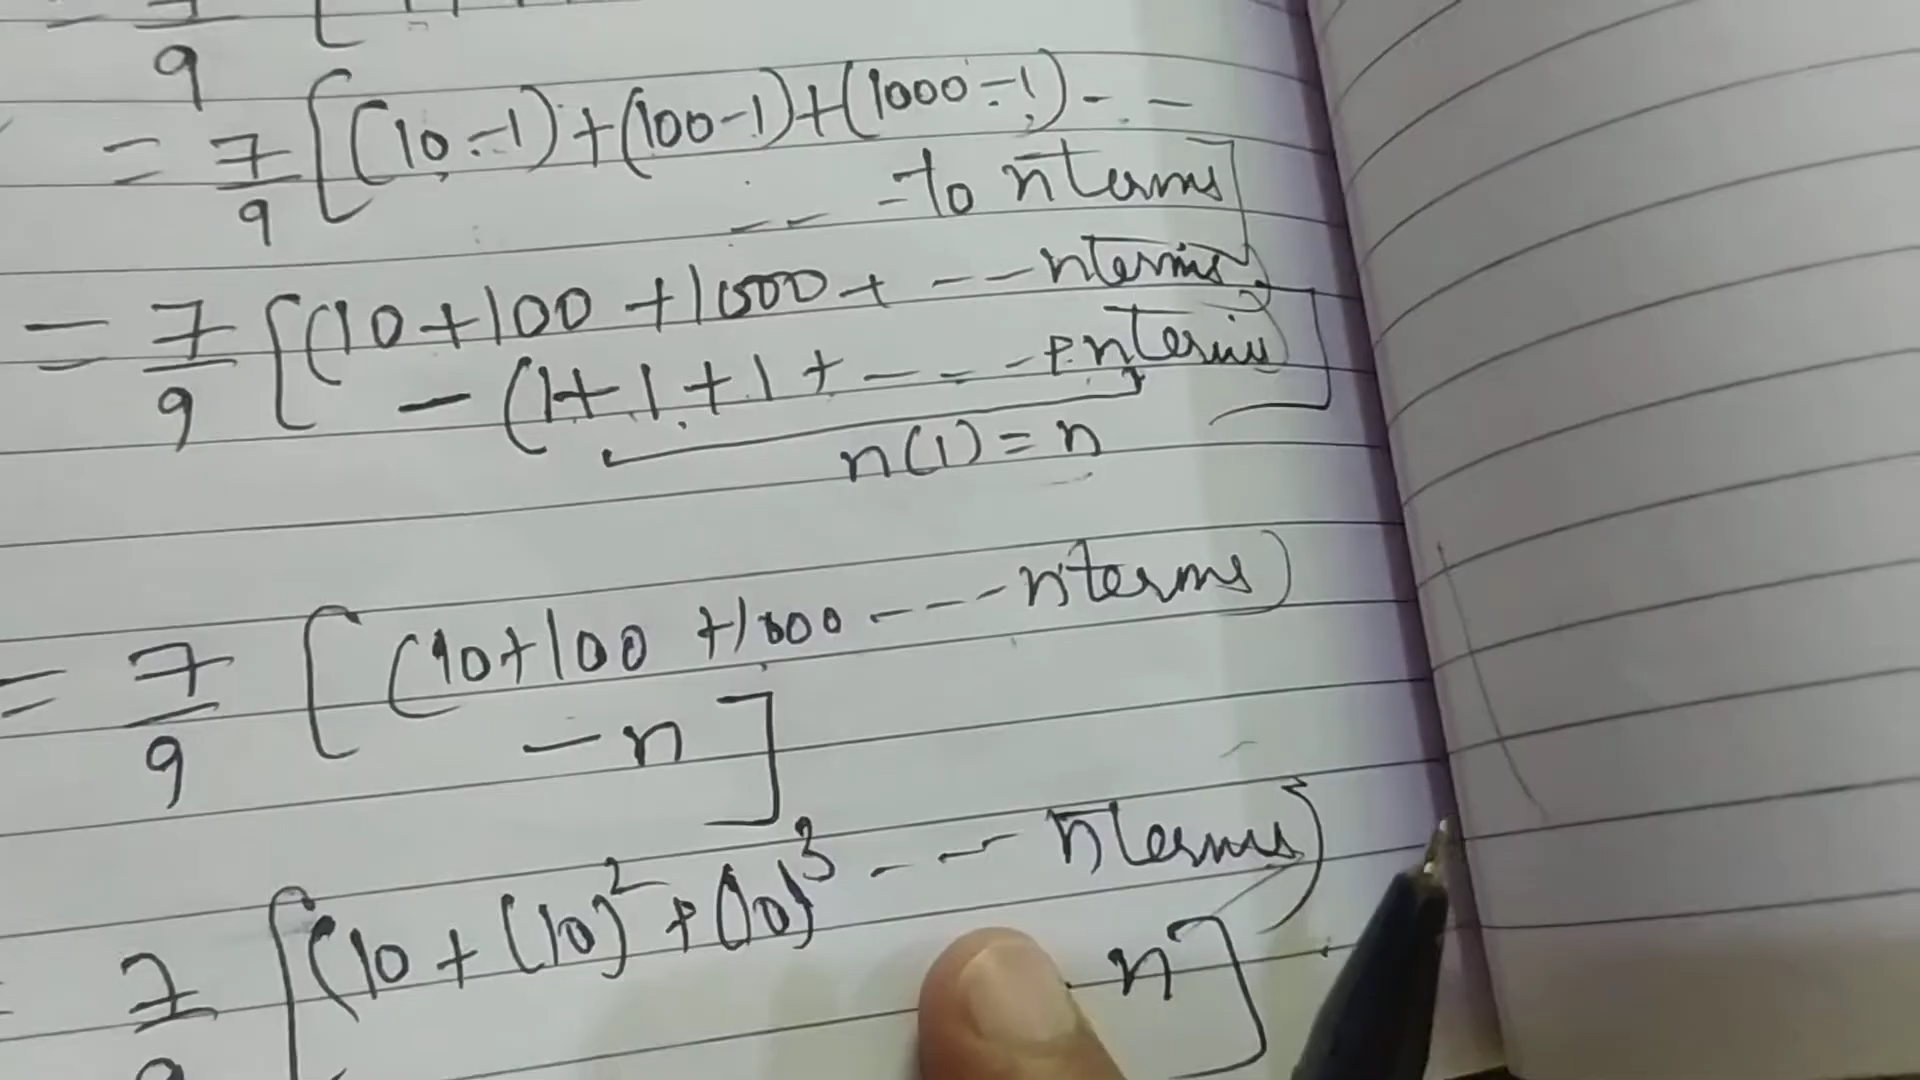 = 7/9 [(10-1)+(100-1)+(1000-1)- -
-- -to n terms]
= 7/9 [(10+100+1000+ -- n terms)
-(1+1+1+--- +n terms)]
n(1)=n
= 7/9 [(10+100+1000---n terms)
-n]
7 [(10+(10)²+(10)³-- n terms)
n]